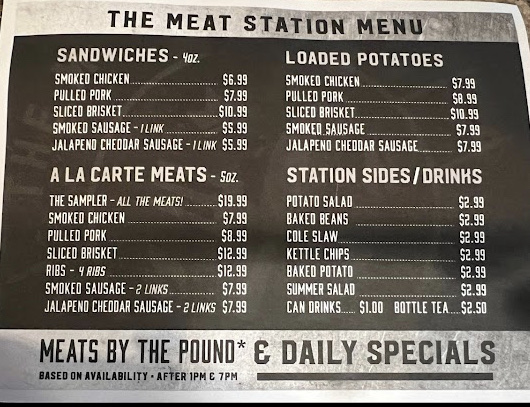 THE MEAT STATION MENU
SANDWICHES - 4oz.
SMOKED CHICKEN $6.99
PULLED PORK $7.99
SLICED BRISKET $10.99
SMOKED SAUSAGE - 1 LINK $5.99
JALAPENO CHEDDAR SAUSAGE - 1 LINK $5.99
LOADED POTATOES
SMOKED CHICKEN $7.99
PULLED PORK $8.99
SLICED BRISKET $10.99
SMOKED SAUSAGE $7.99
JALAPENO CHEDDAR SAUSAGE $7.99
A LA CARTE MEATS - 5oz.
THE SAMPLER - ALL THE MEATS! $19.99
SMOKED CHICKEN $7.99
PULLED PORK $8.99
SLICED BRISKET $12.99
RIBS - 4 RIBS $12.99
SMOKED SAUSAGE - 2 LINKS $7.99
JALAPENO CHEDDAR SAUSAGE - 2 LINKS $7.99
STATION SIDES/DRINKS
POTATO SALAD $2.99
BAKED BEANS $2.99
COLE SLAW $2.99
KETTLE CHIPS $2.99
BAKED POTATO $2.99
SUMMER SALAD $2.99
CAN DRINKS $1.00 BOTTLE TEA $2.50
MEATS BY THE POUND* & DAILY SPECIALS
BASED ON AVAILABILITY • AFTER 1PM & 7PM